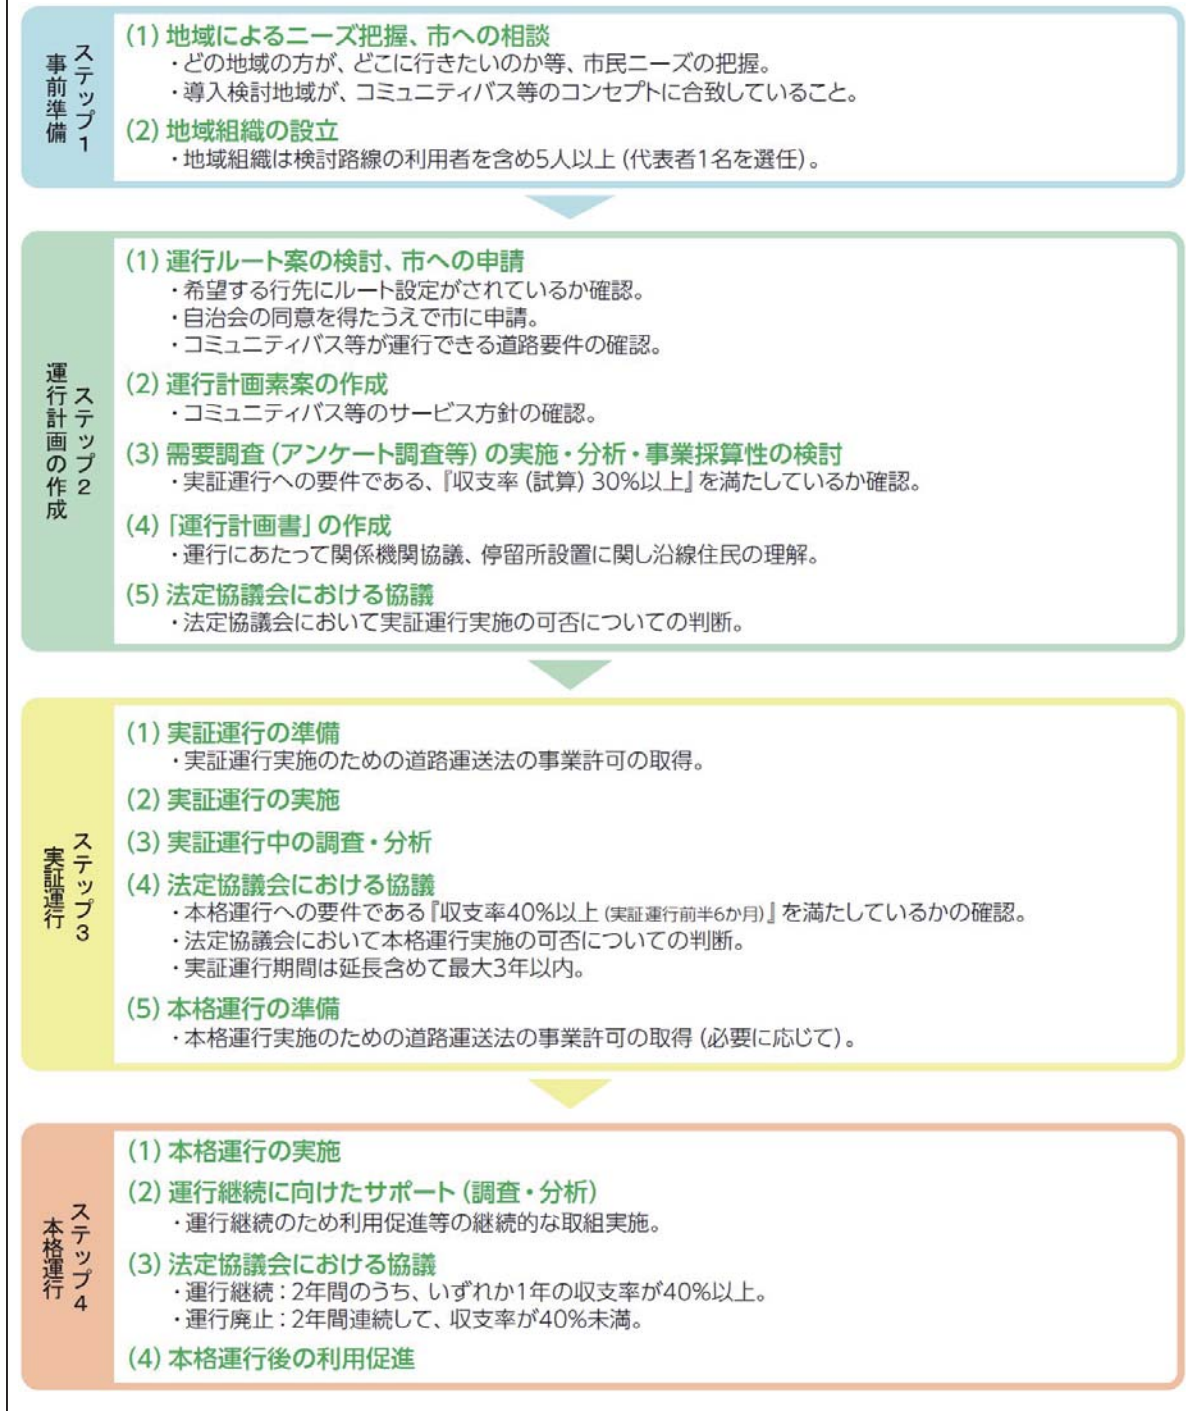 ステップ1
事前準備
(1) 地域によるニーズ把握、市への相談
・どの地域の方が、どこに行きたいのか等、市民ニーズの把握。
・導入検討地域が、コミュニティバス等のコンセプトに合致していること。
(2) 地域組織の設立
・地域組織は検討路線の利用者を含め5人以上 (代表者1名を選任) 。
ステップ2
運行計画の作成
(1) 運行ルート案の検討、市への申請
・希望する行先にルート設定がされているか確認。
・自治会の同意を得たうえで市に申請。
・コミュニティバス等が運行できる道路要件の確認。
(2) 運行計画素案の作成
・コミュニティバス等のサービス方針の確認。
(3) 需要調査 (アンケート調査等) の実施・分析・事業採算性の検討
・実証運行への要件である、『収支率 (試算) 30%以上』を満たしているか確認。
(4) 「運行計画書」の作成
・運行にあたって関係機関協議、停留所設置に関し沿線住民の理解。
(5) 法定協議会における協議
・法定協議会において実証運行実施の可否についての判断。
ステップ3
実証運行
(1) 実証運行の準備
・実証運行実施のための道路運送法の事業許可の取得。
(2) 実証運行の実施
(3) 実証運行中の調査・分析
(4) 法定協議会における協議
・本格運行への要件である『収支率40%以上 (実証運行前半6か月) 』を満たしているかの確認。
・法定協議会において本格運行実施の可否についての判断。
・実証運行期間は延長含めて最大3年以内。
(5) 本格運行の準備
・本格運行実施のための道路運送法の事業許可の取得 (必要に応じて) 。
ステップ4
本格運行
(1) 本格運行の実施
(2) 運行継続に向けたサポート (調査・分析)
・運行継続のため利用促進等の継続的な取組実施。
(3) 法定協議会における協議
・運行継続：2年間のうち、いずれか1年の収支率が40%以上。
・運行廃止：2年間連続して、収支率が40%未満。
(4) 本格運行後の利用促進